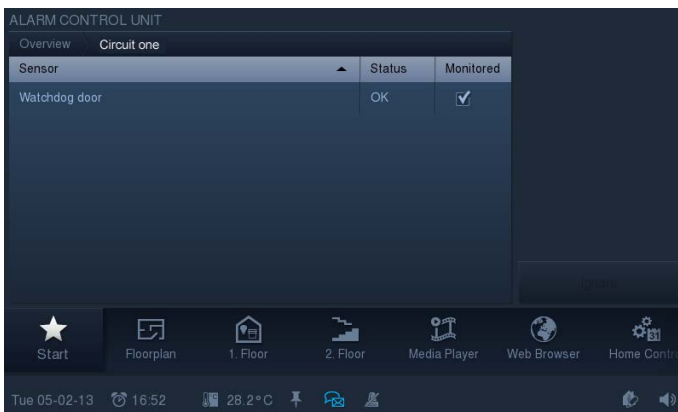 ALARM CONTROL UNIT
Overview Circuit one
Sensor Status Monitored
Watchdog door OK
Start Floorplan 1. Floor 2. Floor Media Player Web Browser Home Contr
31
Tue 05-02-13 16:52 28.2°C